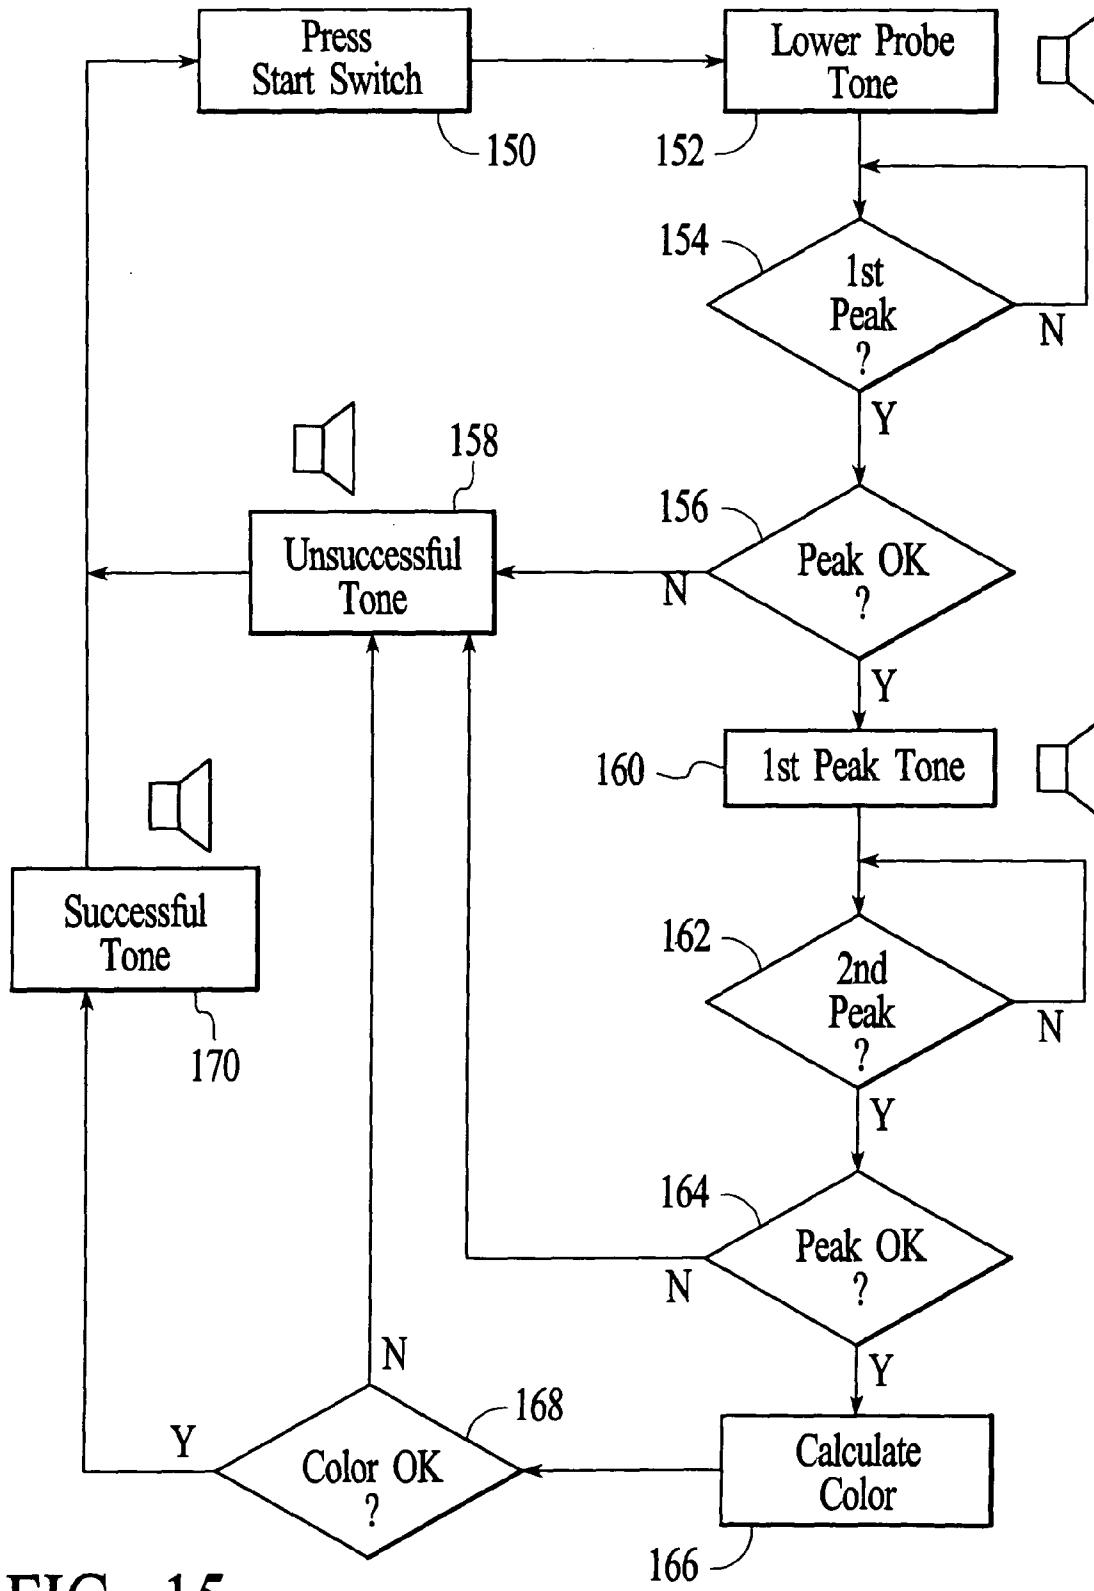 Press
Start Switch
150
Lower Probe
Tone
152
154
1st
Peak
?
N
Y
158
Unsuccessful
Tone
156
Peak OK
?
N
Y
160
1st Peak Tone
Successful
Tone
170
162
2nd
Peak
?
N
Y
164
Peak OK
?
N
Y
168
Color OK
?
N
Y
Calculate
Color
166
FIG. 15